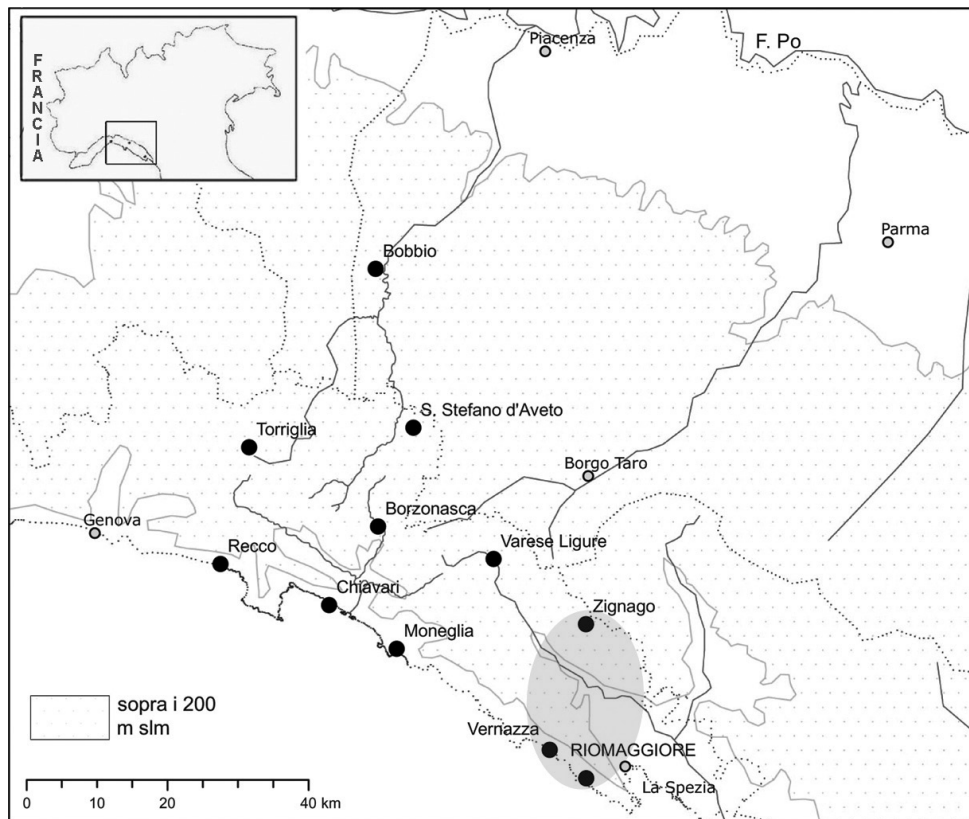 FRANCIA
Piacenza
F. Po
Parma
Bobbio
S. Stefano d'Aveto
Torriglia
Borgo Taro
Genova
Borzonasca
Varese Ligure
Recco
Chiavari
Zignago
Moneglia
sopra i 200
m slm
Vernazza
RIOMAGGIORE
La Spezia
0 10 20 40 km